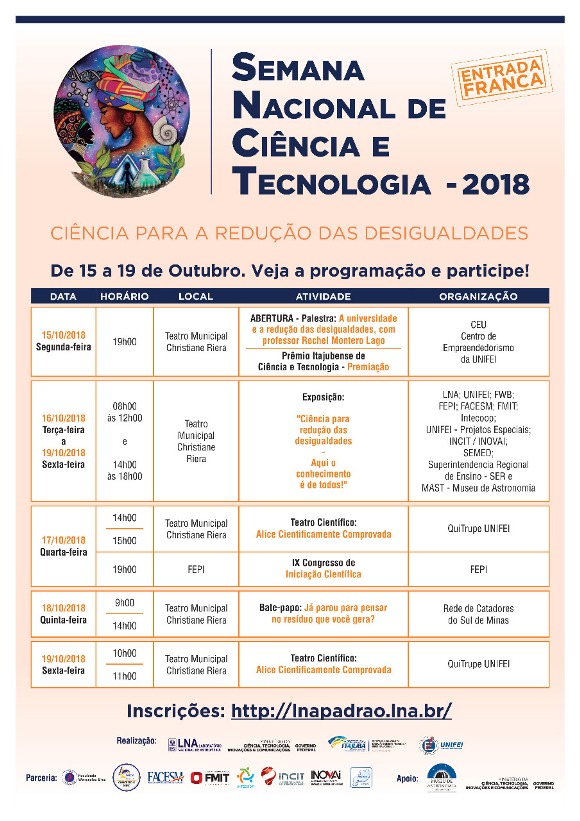 SEMANA
NACIONAL DE
CIÊNCIA E
TECNOLOGIA - 2018
ENTRADA
FRANCA
CIÊNCIA PARA A REDUÇÃO DAS DESIGUALDADES
De 15 a 19 de Outubro. Veja a programação e participe!
DATA HORÁRIO LOCAL ATIVIDADE ORGANIZAÇÃO
15/10/2018
Segunda-feira
19h00
Teatro Municipal
Christiane Riera
ABERTURA - Palestra: A universidade
e a redução das desigualdades, com
professor Rochel Montero Lago
Prêmio Itajubense de
Ciência e Tecnologia - Premiação
CEU
Centro de
Empreendedorismo
da UNIFEI
16/10/2018
Terça-feira
a
19/10/2018
Sexta-feira
08h00
às 12h00
e
14h00
às 18h00
Teatro
Municipal
Christiane
Riera
Exposição:
"Ciência para
redução das
desigualdades
-
Aqui o
conhecimento
é de todos!"
LNA; UNIFEI; FWB;
FEPI; FACESM; FMIT;
Intecoop;
UNIFEI - Projetos Especiais;
INCIT / INOVAI;
SEMED;
Superintendencia Regional
de Ensino - SER e
MAST - Museu de Astronomia
17/10/2018
Quarta-feira
14h00
15h00
Teatro Municipal
Christiane Riera
Teatro Científico:
Alice Cientificamente Comprovada
QuiTrupe UNIFEI
19h00
FEPI
IX Congresso de
Iniciação Científica
FEPI
18/10/2018
Quinta-feira
9h00
14h00
Teatro Municipal
Christiane Riera
Bate-papo: Já parou para pensar
no resíduo que você gera?
Rede de Catadores
do Sul de Minas
19/10/2018
Sexta-feira
10h00
11h00
Teatro Municipal
Christiane Riera
Teatro Científico:
Alice Cientificamente Comprovada
QuiTrupe UNIFEI
Inscrições: http://lnapadrao.lna.br/
Realização:
LNA LABORATÓRIO
CIÊNCIA, TECNOLOGIA,
INOVAÇÕES E COMUNICAÇÕES
GOVERNO
FEDERAL
ITAJUBÁ
UNIFEI
Parceria:
FACESM
FMIT
INCIT
INOVAI
Apoio:
CIÊNCIA, TECNOLOGIA,
INOVAÇÕES E COMUNICAÇÕES
GOVERNO
FEDERAL